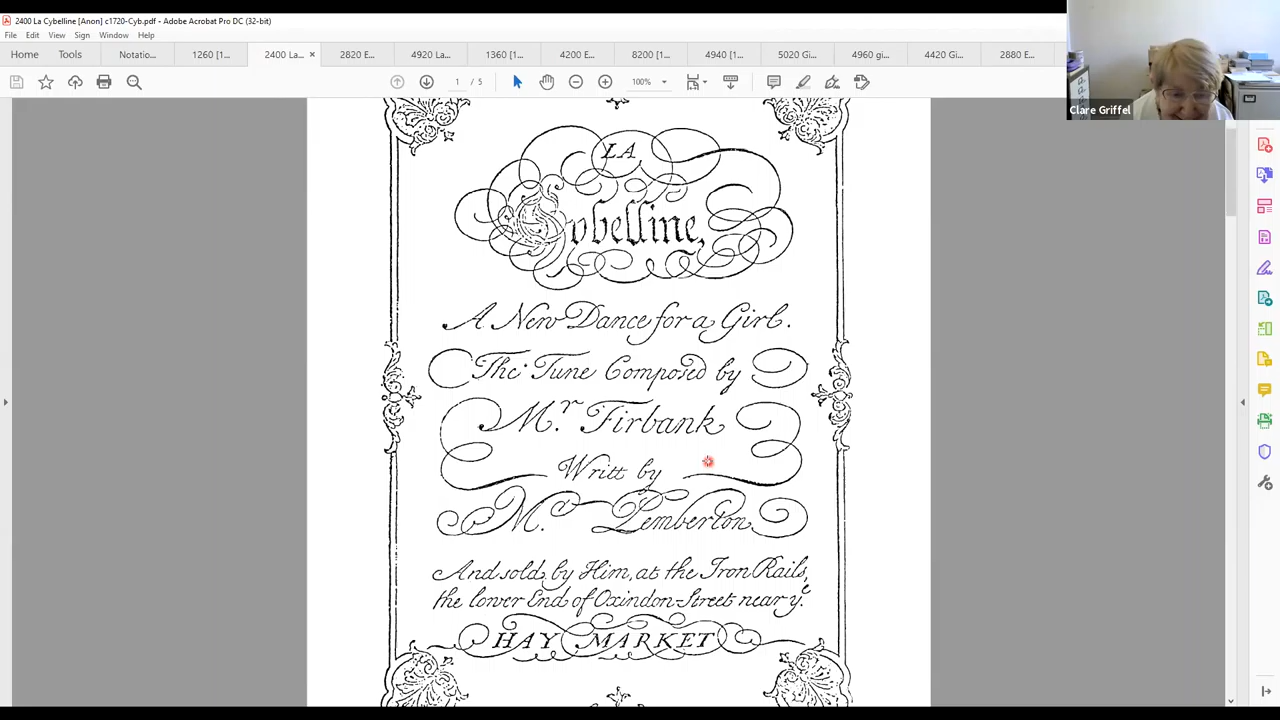 2400 La Cybelline [Anon] c1720-Cyb.pdf - Adobe Acrobat Pro DC (32-bit)
File Edit View Sign Window Help
Home Tools Notatio... 1260 [1... 2400 La... × 2820 E... 4920 La... 1360 [1... 4200 E... 8200 [1... 4940 [1... 5020 Gi... 4960 gi... 4420 Gi... 2880 E...
1 / 5 100%
Clare Griffel
LA
Cybelline,
A New Dance for a Girl.
The Tune Composed by
Mr. Firbank
Writt by
Mr. Pemberton
And sold by Him, at the Iron Rails,
the lower End of Oxindon-Street near ye.
HAY MARKET